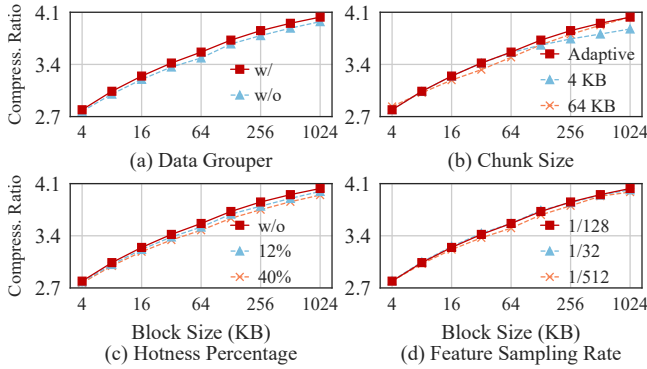 Compress. Ratio
4.1
3.4
2.7
w/
w/o
4 16 64 256 1024
(a) Data Grouper
4.1
3.4
2.7
Adaptive
4 KB
64 KB
4 16 64 256 1024
(b) Chunk Size
Compress. Ratio
4.1
3.4
2.7
w/o
12%
40%
4 16 64 256 1024
Block Size (KB)
(c) Hotness Percentage
4.1
3.4
2.7
1/128
1/32
1/512
4 16 64 256 1024
Block Size (KB)
(d) Feature Sampling Rate